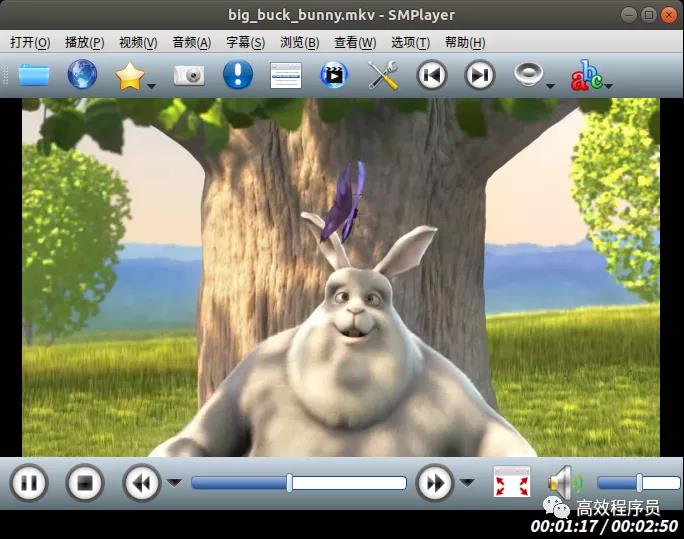 big_buck_bunny.mkv - SMPlayer
打开(O) 播放(P) 视频(V) 音频(A) 字幕(S) 浏览(B) 查看(W) 选项(T) 帮助(H)
abc
高效程序员
00:01:17 / 00:02:50